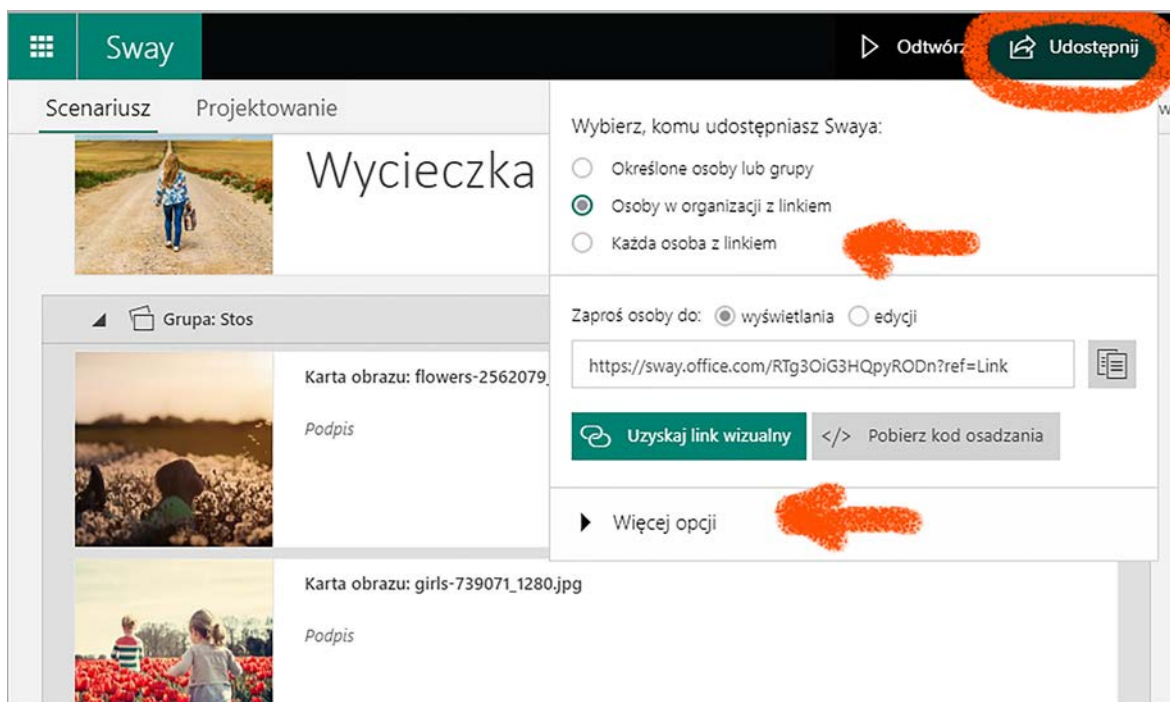 Sway
Odtwórz
Udostępnij
Scenariusz Projektowanie
Wycieczka
Wybierz, komu udostępniasz Swaya:
Określone osoby lub grupy
Osoby w organizacji z linkiem
Każda osoba z linkiem
Grupa: Stos
Zaproś osoby do: wyświetlania edycji
https://sway.office.com/RTg3OiG3HQpyRODn?ref=Link
Uzyskaj link wizualny </> Pobierz kod osadzania
Więcej opcji
Karta obrazu: flowers-2562079_
Podpis
Karta obrazu: girls-739071_1280.jpg
Podpis